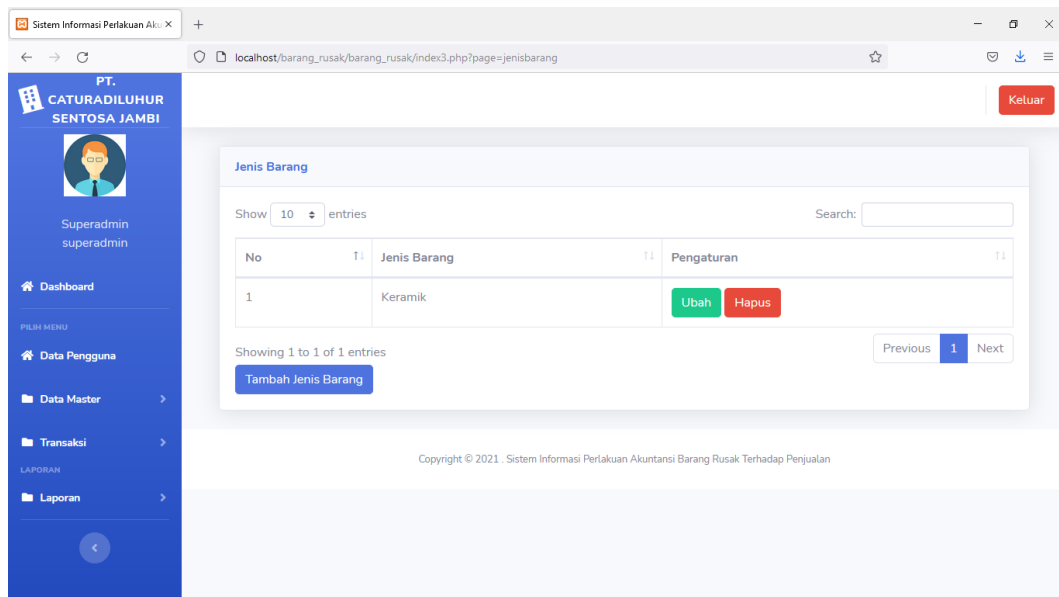 Sistem Informasi Perlakuan Aku
localhost/barang_rusak/barang_rusak/index3.php?page=jenisbarang
PT.
CATURADILUHUR
SENTOSA JAMBI
Superadmin
superadmin
Dashboard
PILIH MENU
Data Pengguna
Data Master
Transaksi
LAPORAN
Laporan
Keluar
Jenis Barang
Show 10 entries
Search:
No Jenis Barang Pengaturan
1 Keramik Ubah Hapus
Showing 1 to 1 of 1 entries
Previous 1 Next
Tambah Jenis Barang
Copyright © 2021 . Sistem Informasi Perlakuan Akuntansi Barang Rusak Terhadap Penjualan